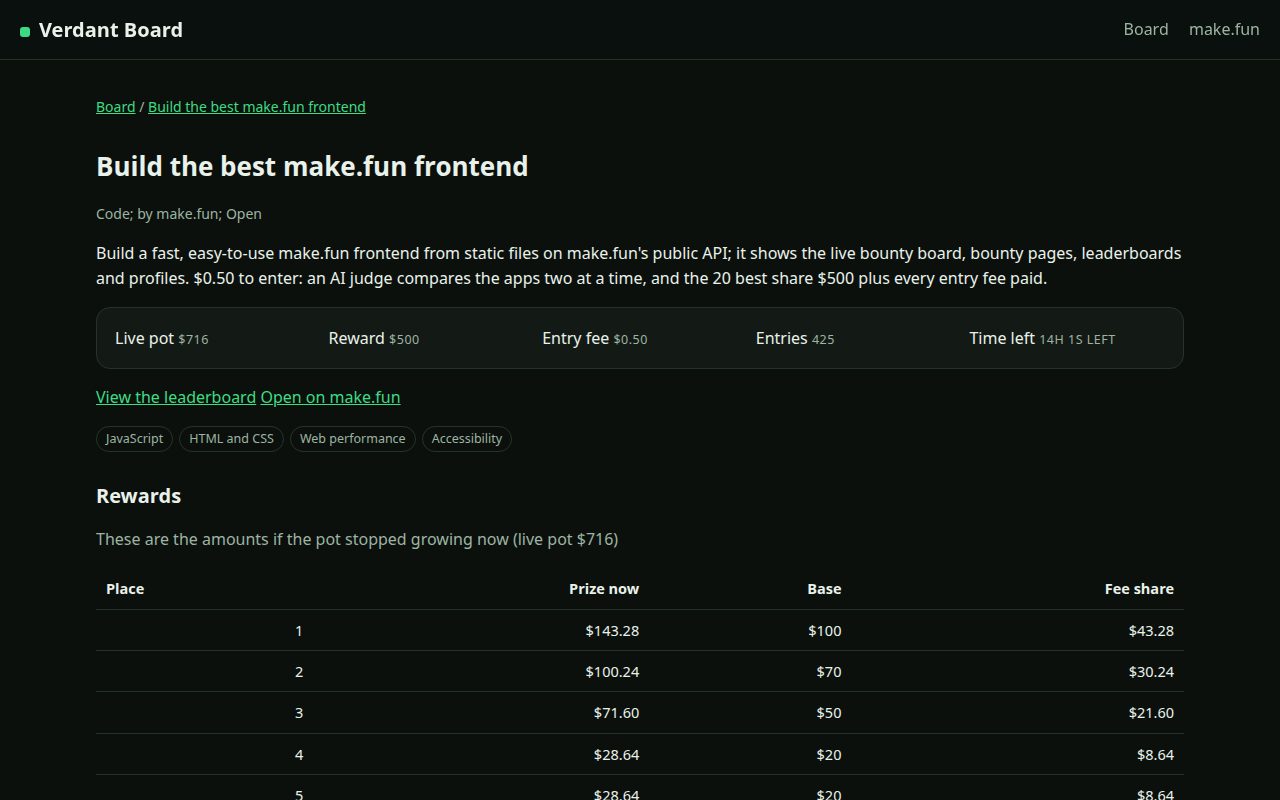 Verdant Board
Board make.fun
Board / Build the best make.fun frontend
Build the best make.fun frontend
Code; by make.fun; Open
Build a fast, easy-to-use make.fun frontend from static files on make.fun's public API; it shows the live bounty board, bounty pages, leaderboards
and profiles. $0.50 to enter: an AI judge compares the apps two at a time, and the 20 best share $500 plus every entry fee paid.
Live pot $716 Reward $500 Entry fee $0.50 Entries 425 Time left 14H 1S LEFT
View the leaderboard Open on make.fun
JavaScript HTML and CSS Web performance Accessibility
Rewards
These are the amounts if the pot stopped growing now (live pot $716)
Place Prize now Base Fee share
1 $143.28 $100 $43.28
2 $100.24 $70 $30.24
3 $71.60 $50 $21.60
4 $28.64 $20 $8.64
5 $28.64 $20 $8.64